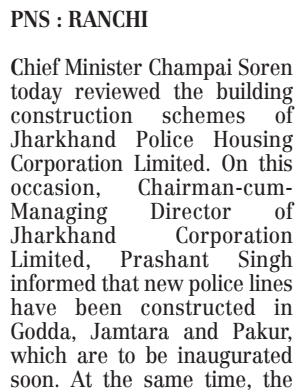 PNS : RANCHI
Chief Minister Champai Soren
today reviewed the building
construction schemes of
Jharkhand Police Housing
Corporation Limited. On this
occasion, Chairman-cum-
Managing Director of
Jharkhand Corporation
Limited, Prashant Singh
informed that new police lines
have been constructed in
Godda, Jamtara and Pakur,
which are to be inaugurated
soon. At the same time, the